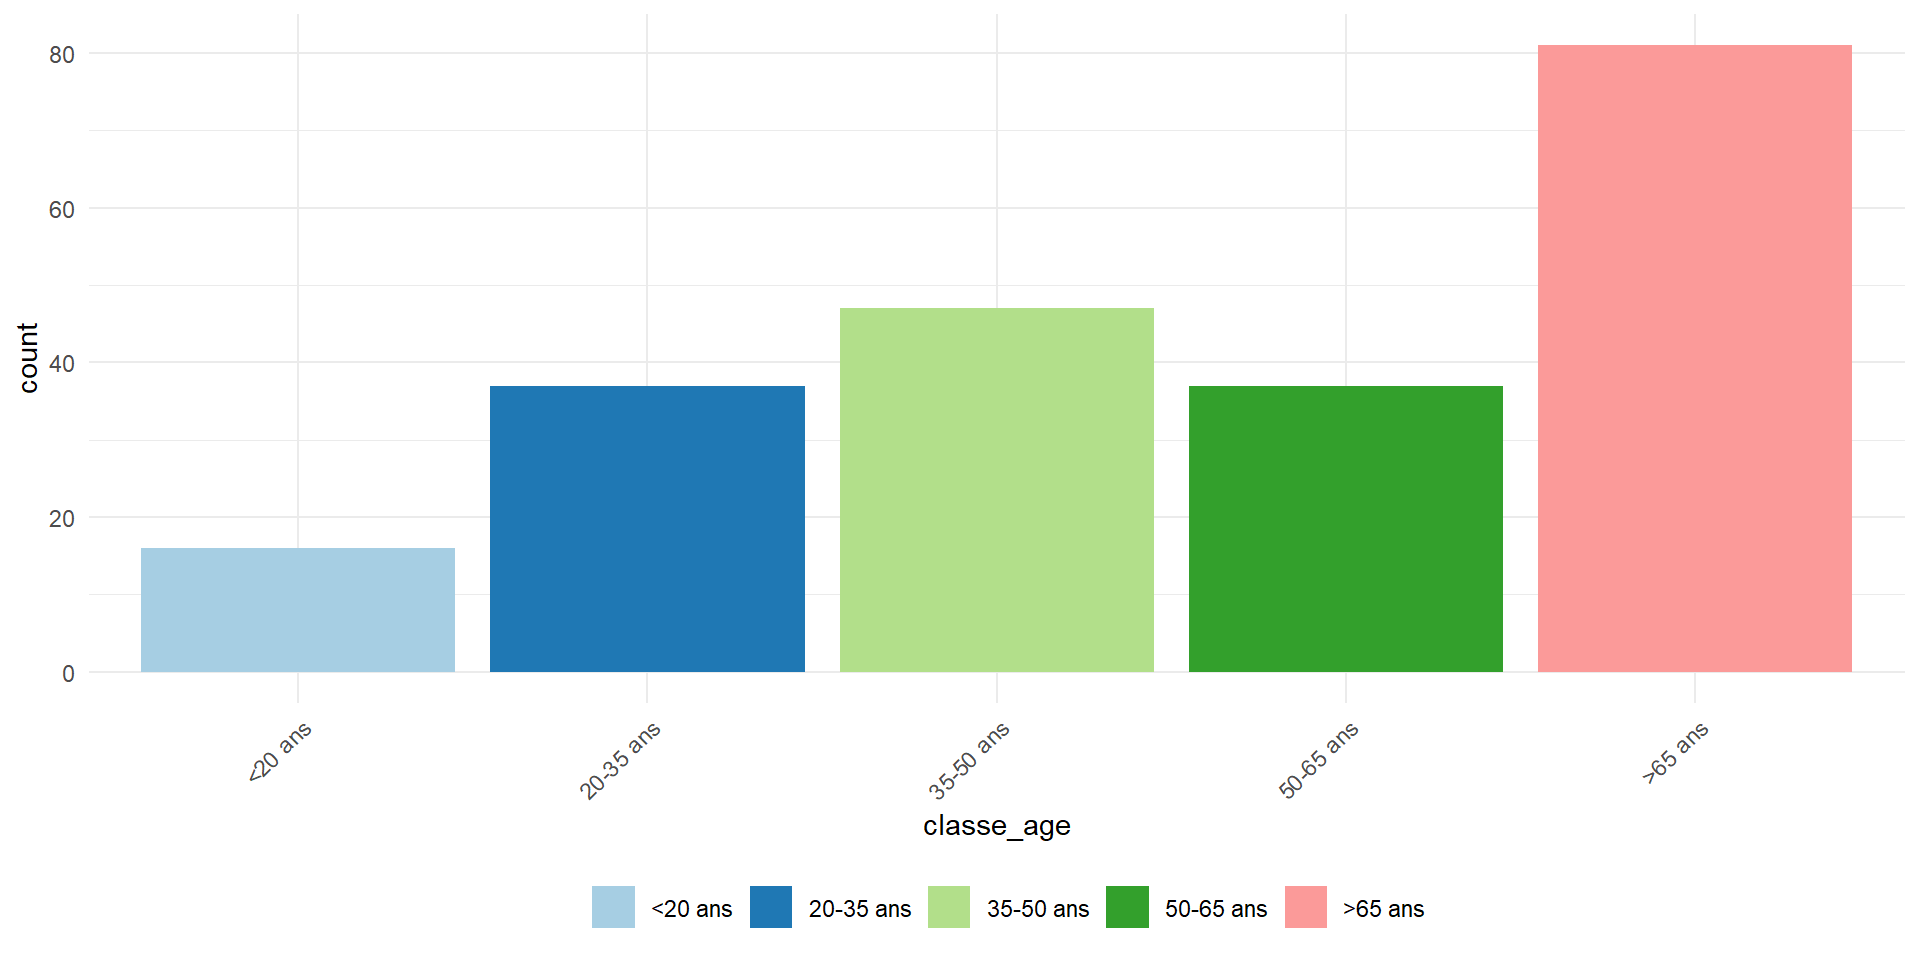 80
60
40
20
0
count
<20 ans
20-35 ans
35-50 ans
50-65 ans
>65 ans
classe_age
<20 ans 20-35 ans 35-50 ans 50-65 ans >65 ans